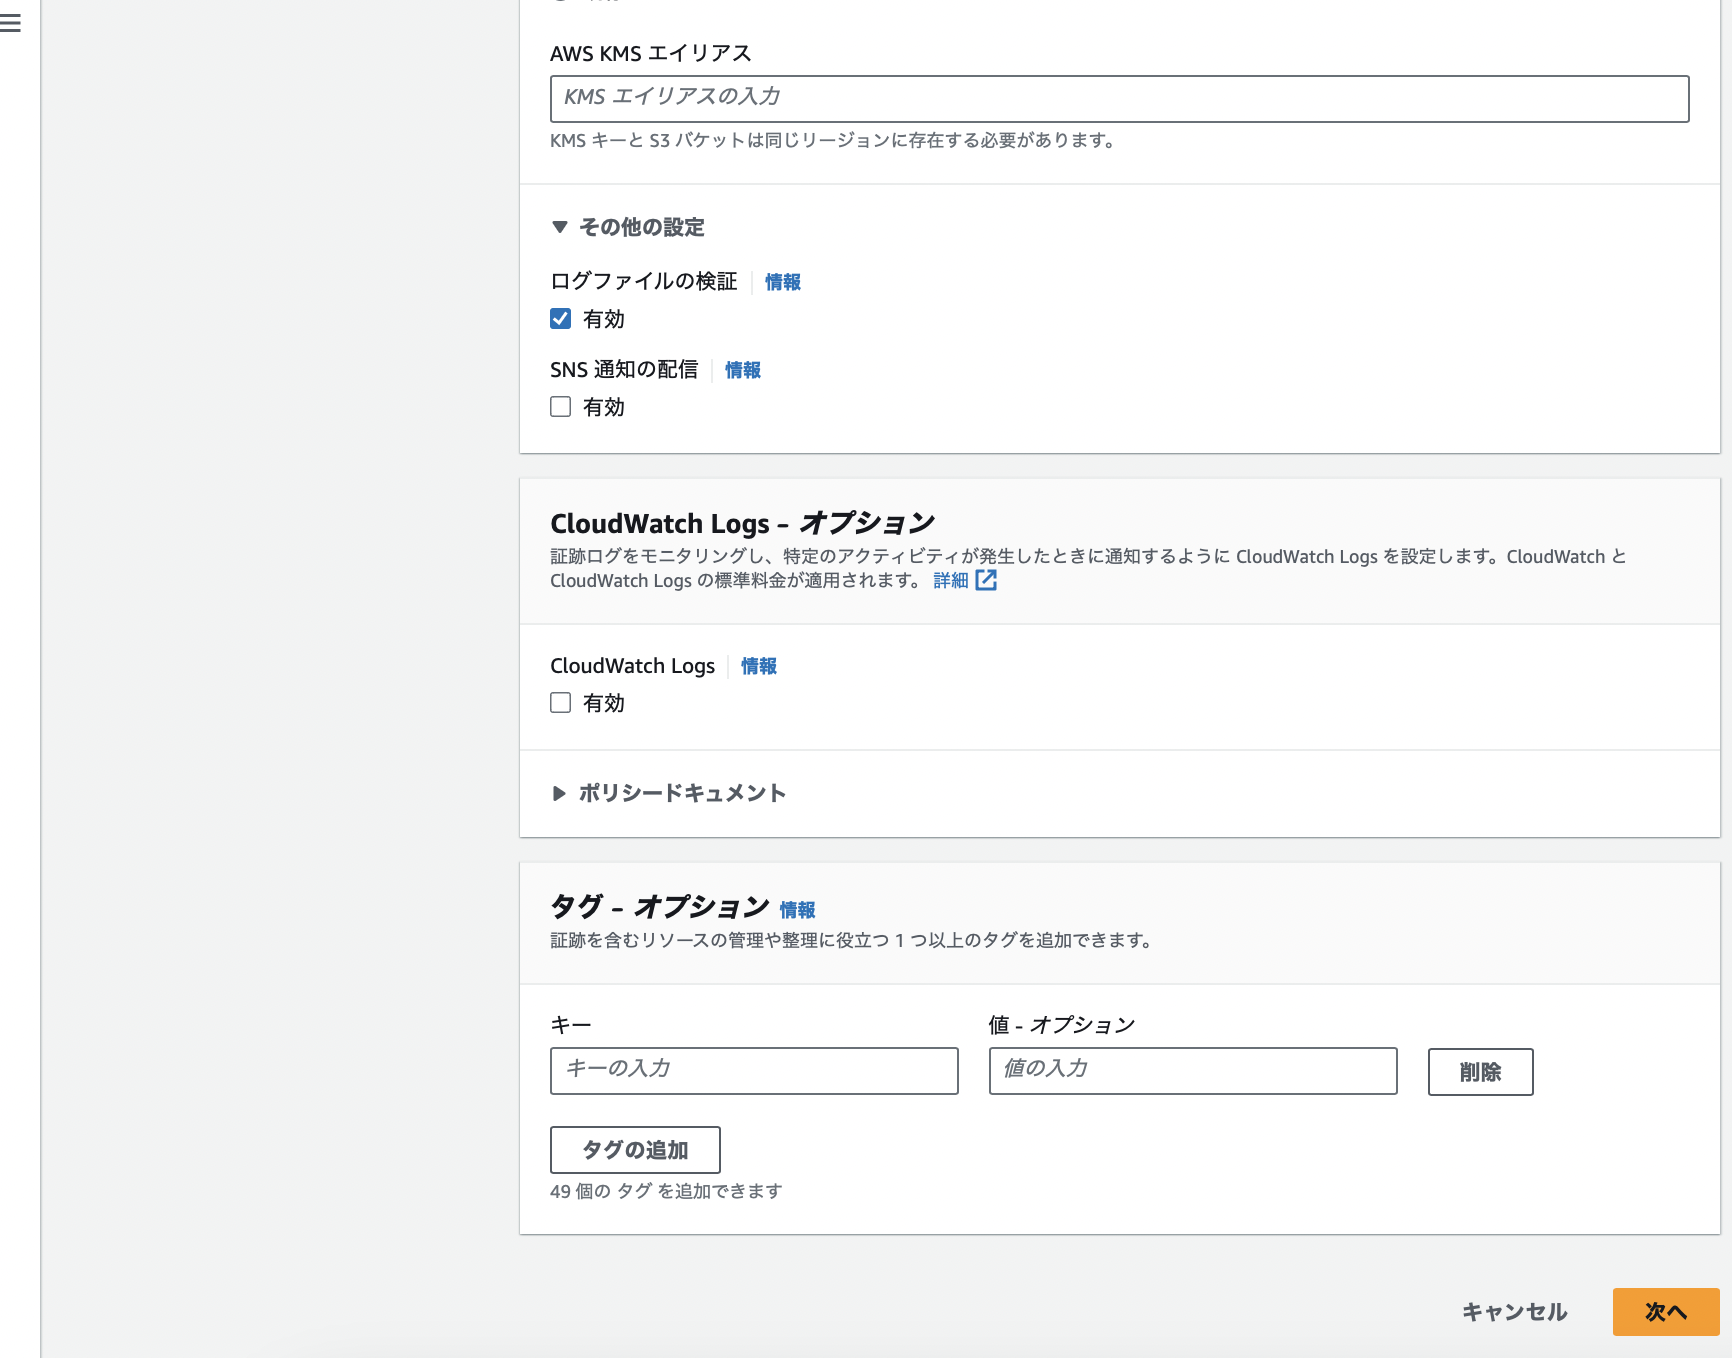 AWS KMS エイリアス
KMS エイリアスの入力
KMS キーと S3 バケットは同じリージョンに存在する必要があります。
▼ その他の設定
ログファイルの検証 情報
有効
SNS 通知の配信 情報
有効
CloudWatch Logs - オプション
証跡ログをモニタリングし、特定のアクティビティが発生したときに通知するように CloudWatch Logs を設定します。CloudWatch と
CloudWatch Logs の標準料金が適用されます。 詳細
CloudWatch Logs 情報
有効
▶ ポリシードキュメント
タグ - オプション 情報
証跡を含むリソースの管理や整理に役立つ 1 つ以上のタグを追加できます。
キー 値 - オプション
キーの入力 値の入力 削除
タグの追加
49 個の タグ を追加できます
キャンセル 次へ